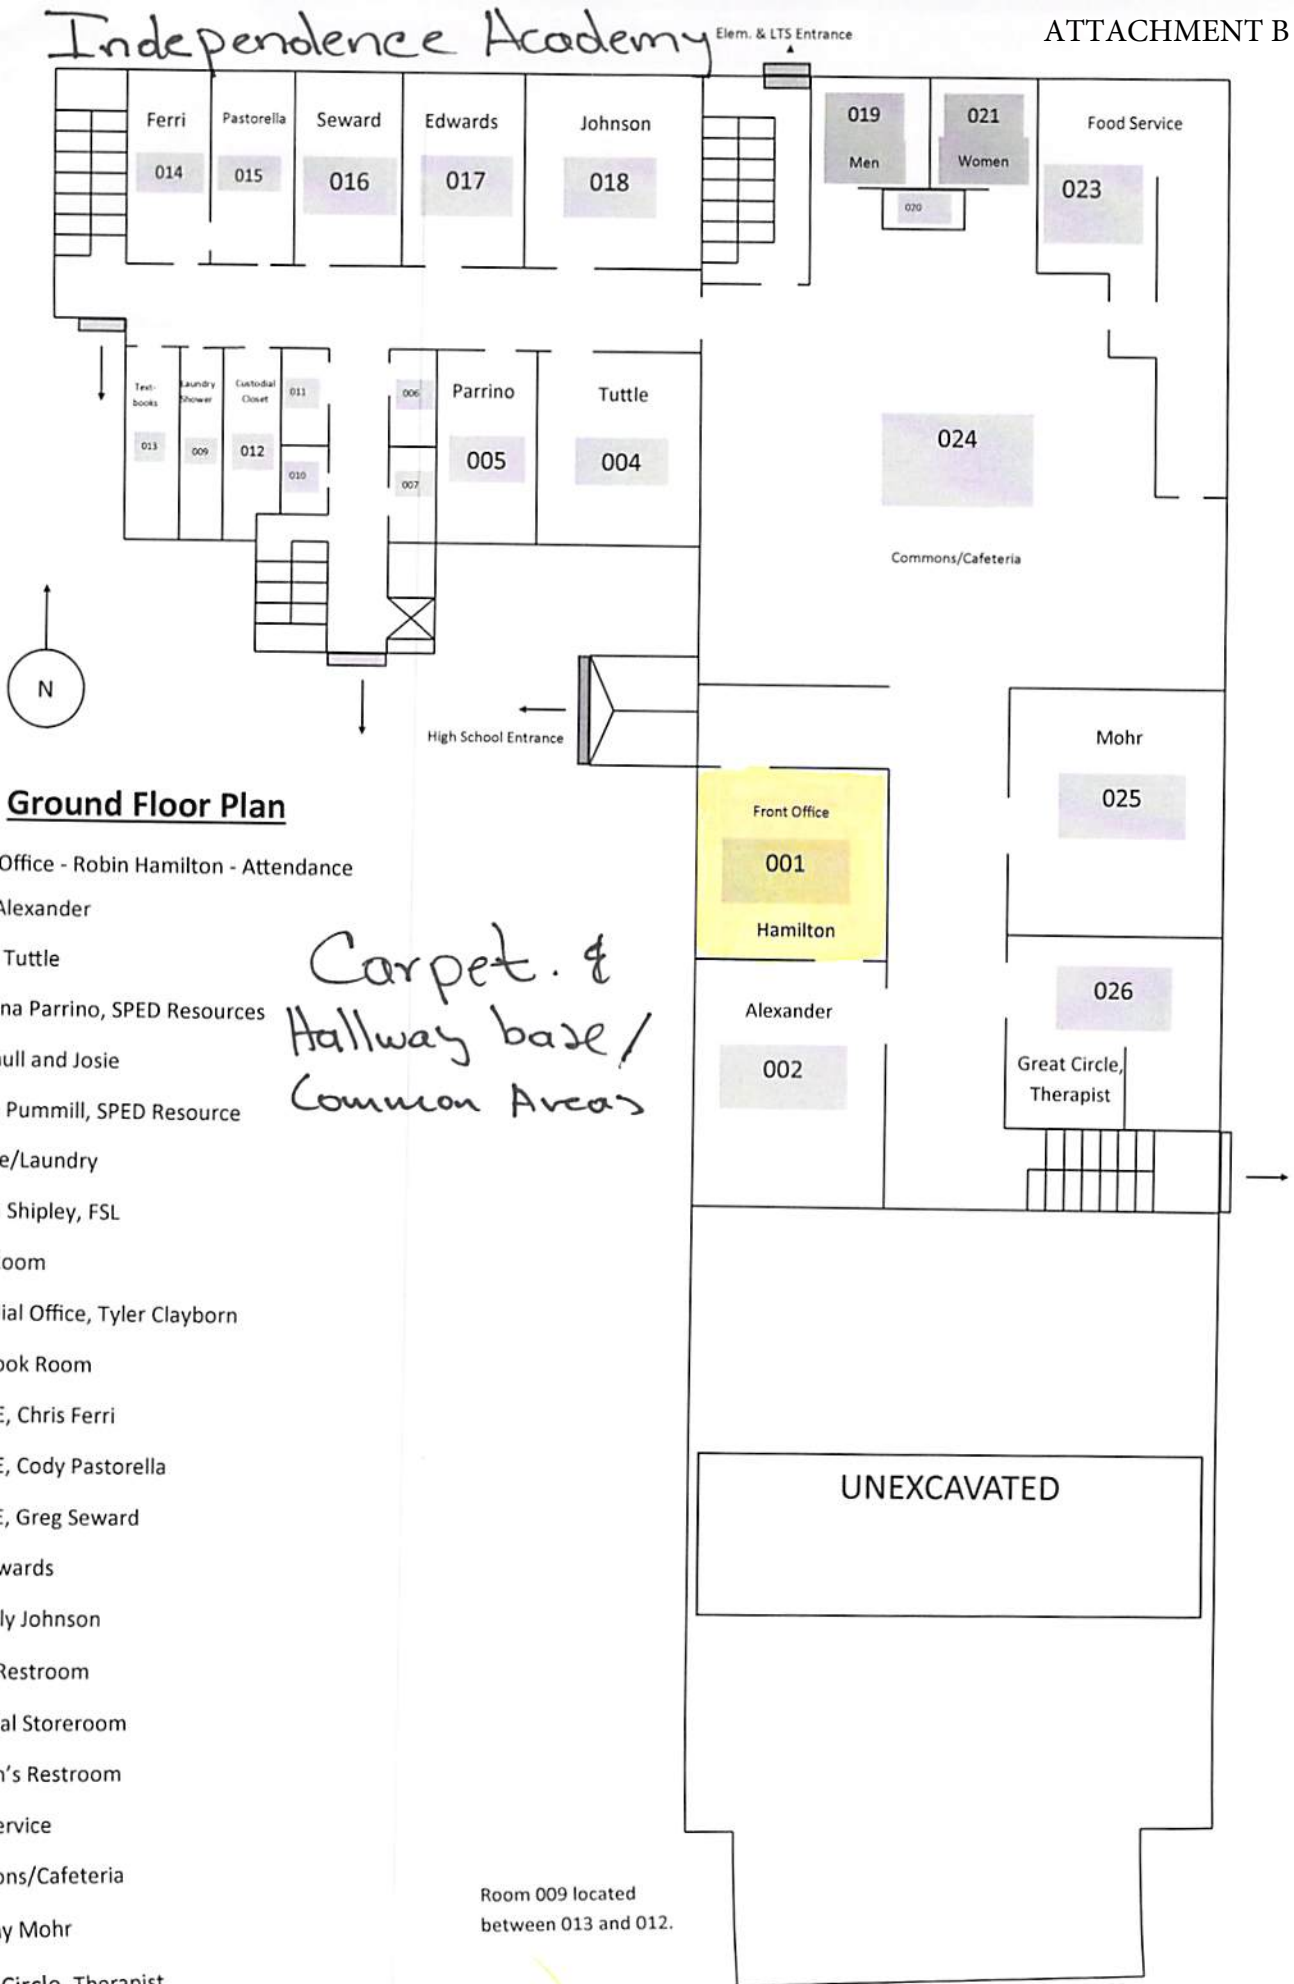 Independence Academy
ATTACHMENT B
Elem. & LTS Entrance
Ferri
014
Pastorella
015
Seward
016
Edwards
017
Johnson
018
019
Men
021
Women
020
Food Service
023
Text-
books
013
Laundry
Shower
009
Custodial
Closet
012
011
010
006
007
Parrino
005
Tuttle
004
024
Commons/Cafeteria
N
High School Entrance
Mohr
025
Front Office
001
Hamilton
026
Great Circle,
Therapist
Alexander
002
Ground Floor Plan
Office - Robin Hamilton - Attendance
Alexander
Tuttle
na Parrino, SPED Resources
ull and Josie
Pummill, SPED Resource
e/Laundry
Shipley, FSL
oom
ial Office, Tyler Clayborn
ook Room
E, Chris Ferri
E, Cody Pastorella
E, Greg Seward
wards
ly Johnson
Restroom
al Storeroom
n's Restroom
ervice
ons/Cafeteria
y Mohr
Circle, Therapist
Carpet. &
Hallway base/
Common Areas
UNEXCAVATED
Room 009 located
between 013 and 012.